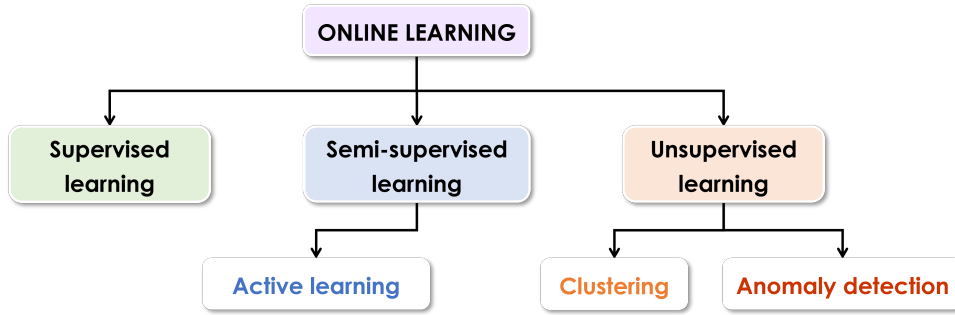 ONLINE LEARNING
Supervised
learning
Semi-supervised
learning
Unsupervised
learning
Active learning
Clustering
Anomaly detection